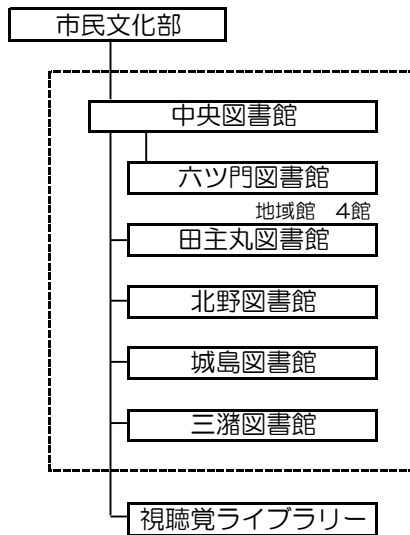 市民文化部
中央図書館
六ツ門図書館
地域館　4館
田主丸図書館
北野図書館
城島図書館
三潴図書館
視聴覚ライブラリー